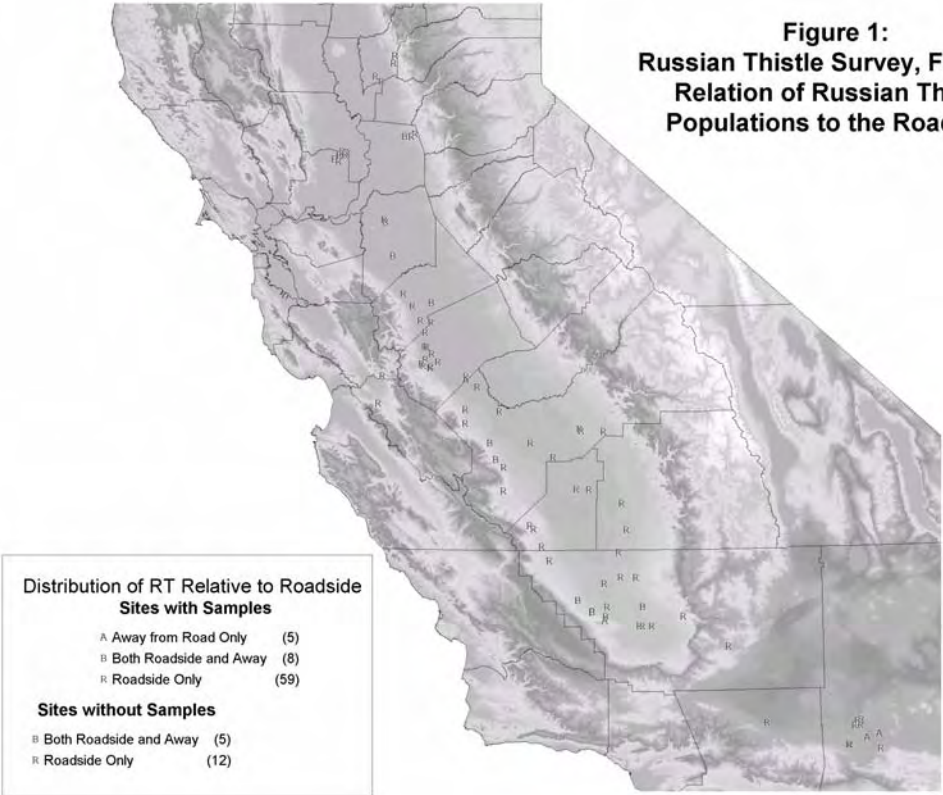 Figure 1:
Russian Thistle Survey, F
Relation of Russian Th
Populations to the Roa
Distribution of RT Relative to Roadside
Sites with Samples
A Away from Road Only (5)
B Both Roadside and Away (8)
R Roadside Only (59)
Sites without Samples
B Both Roadside and Away (5)
R Roadside Only (12)